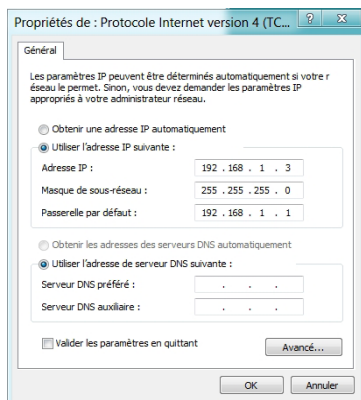 Propriétés de : Protocole Internet version 4 (TC...
?
X
Général
Les paramètres IP peuvent être déterminés automatiquement si votre r
éseau le permet. Sinon, vous devez demander les paramètres IP
appropriés à votre administrateur réseau.
Obtenir une adresse IP automatiquement
Utiliser l'adresse IP suivante :
Adresse IP : 192 . 168 . 1 . 3
Masque de sous-réseau : 255 . 255 . 255 . 0
Passerelle par défaut : 192 . 168 . 1 . 1
Obtenir les adresses des serveurs DNS automatiquement
Utiliser l'adresse de serveur DNS suivante :
Serveur DNS préféré : . . .
Serveur DNS auxiliaire : . . .
Valider les paramètres en quittant
Avancé...
OK Annuler